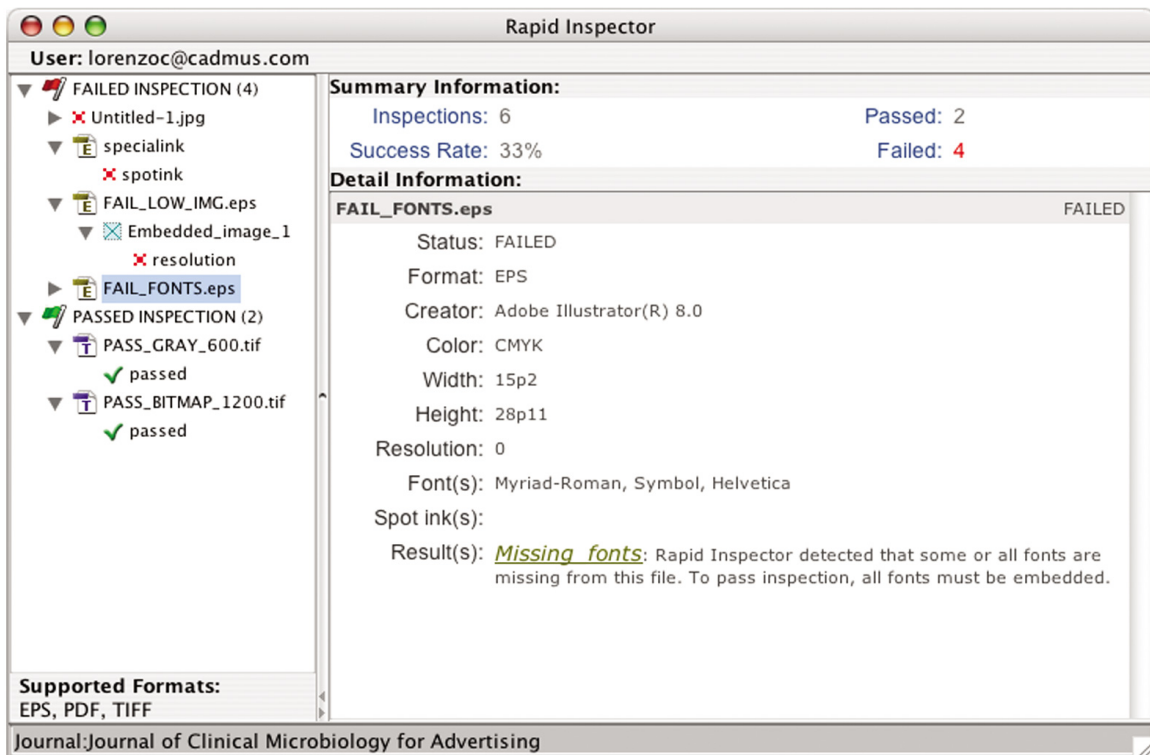 Rapid Inspector
User: lorenzoc@cadmus.com
FAILED INSPECTION (4)
Untitled-1.jpg
E specialink
spotink
E FAIL_LOW_IMG.eps
Embedded_image_1
resolution
E FAIL_FONTS.eps
PASSED INSPECTION (2)
T PASS_GRAY_600.tif
passed
T PASS_BITMAP_1200.tif
passed
Supported Formats:
EPS, PDF, TIFF
Summary Information:
Inspections: 6 Passed: 2
Success Rate: 33% Failed: 4
Detail Information:
FAIL_FONTS.eps FAILED
Status: FAILED
Format: EPS
Creator: Adobe Illustrator(R) 8.0
Color: CMYK
Width: 15p2
Height: 28p11
Resolution: 0
Font(s): Myriad-Roman, Symbol, Helvetica
Spot ink(s):
Result(s): Missing fonts: Rapid Inspector detected that some or all fonts are
missing from this file. To pass inspection, all fonts must be embedded.
Journal:Journal of Clinical Microbiology for Advertising